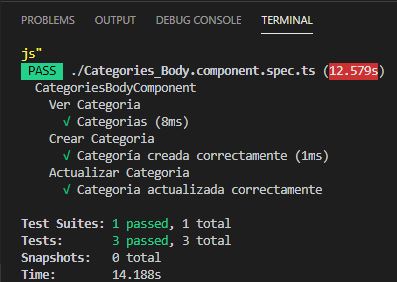 PROBLEMS OUTPUT DEBUG CONSOLE TERMINAL
js"
PASS ./Categories_Body.component.spec.ts (12.579s)
CategoriesBodyComponent
Ver Categoria
√ Categorias (8ms)
Crear Categoria
√ Categoría creada correctamente (1ms)
Actualizar Categoria
√ Categoria actualizada correctamente
Test Suites: 1 passed, 1 total
Tests: 3 passed, 3 total
Snapshots: 0 total
Time: 14.188s